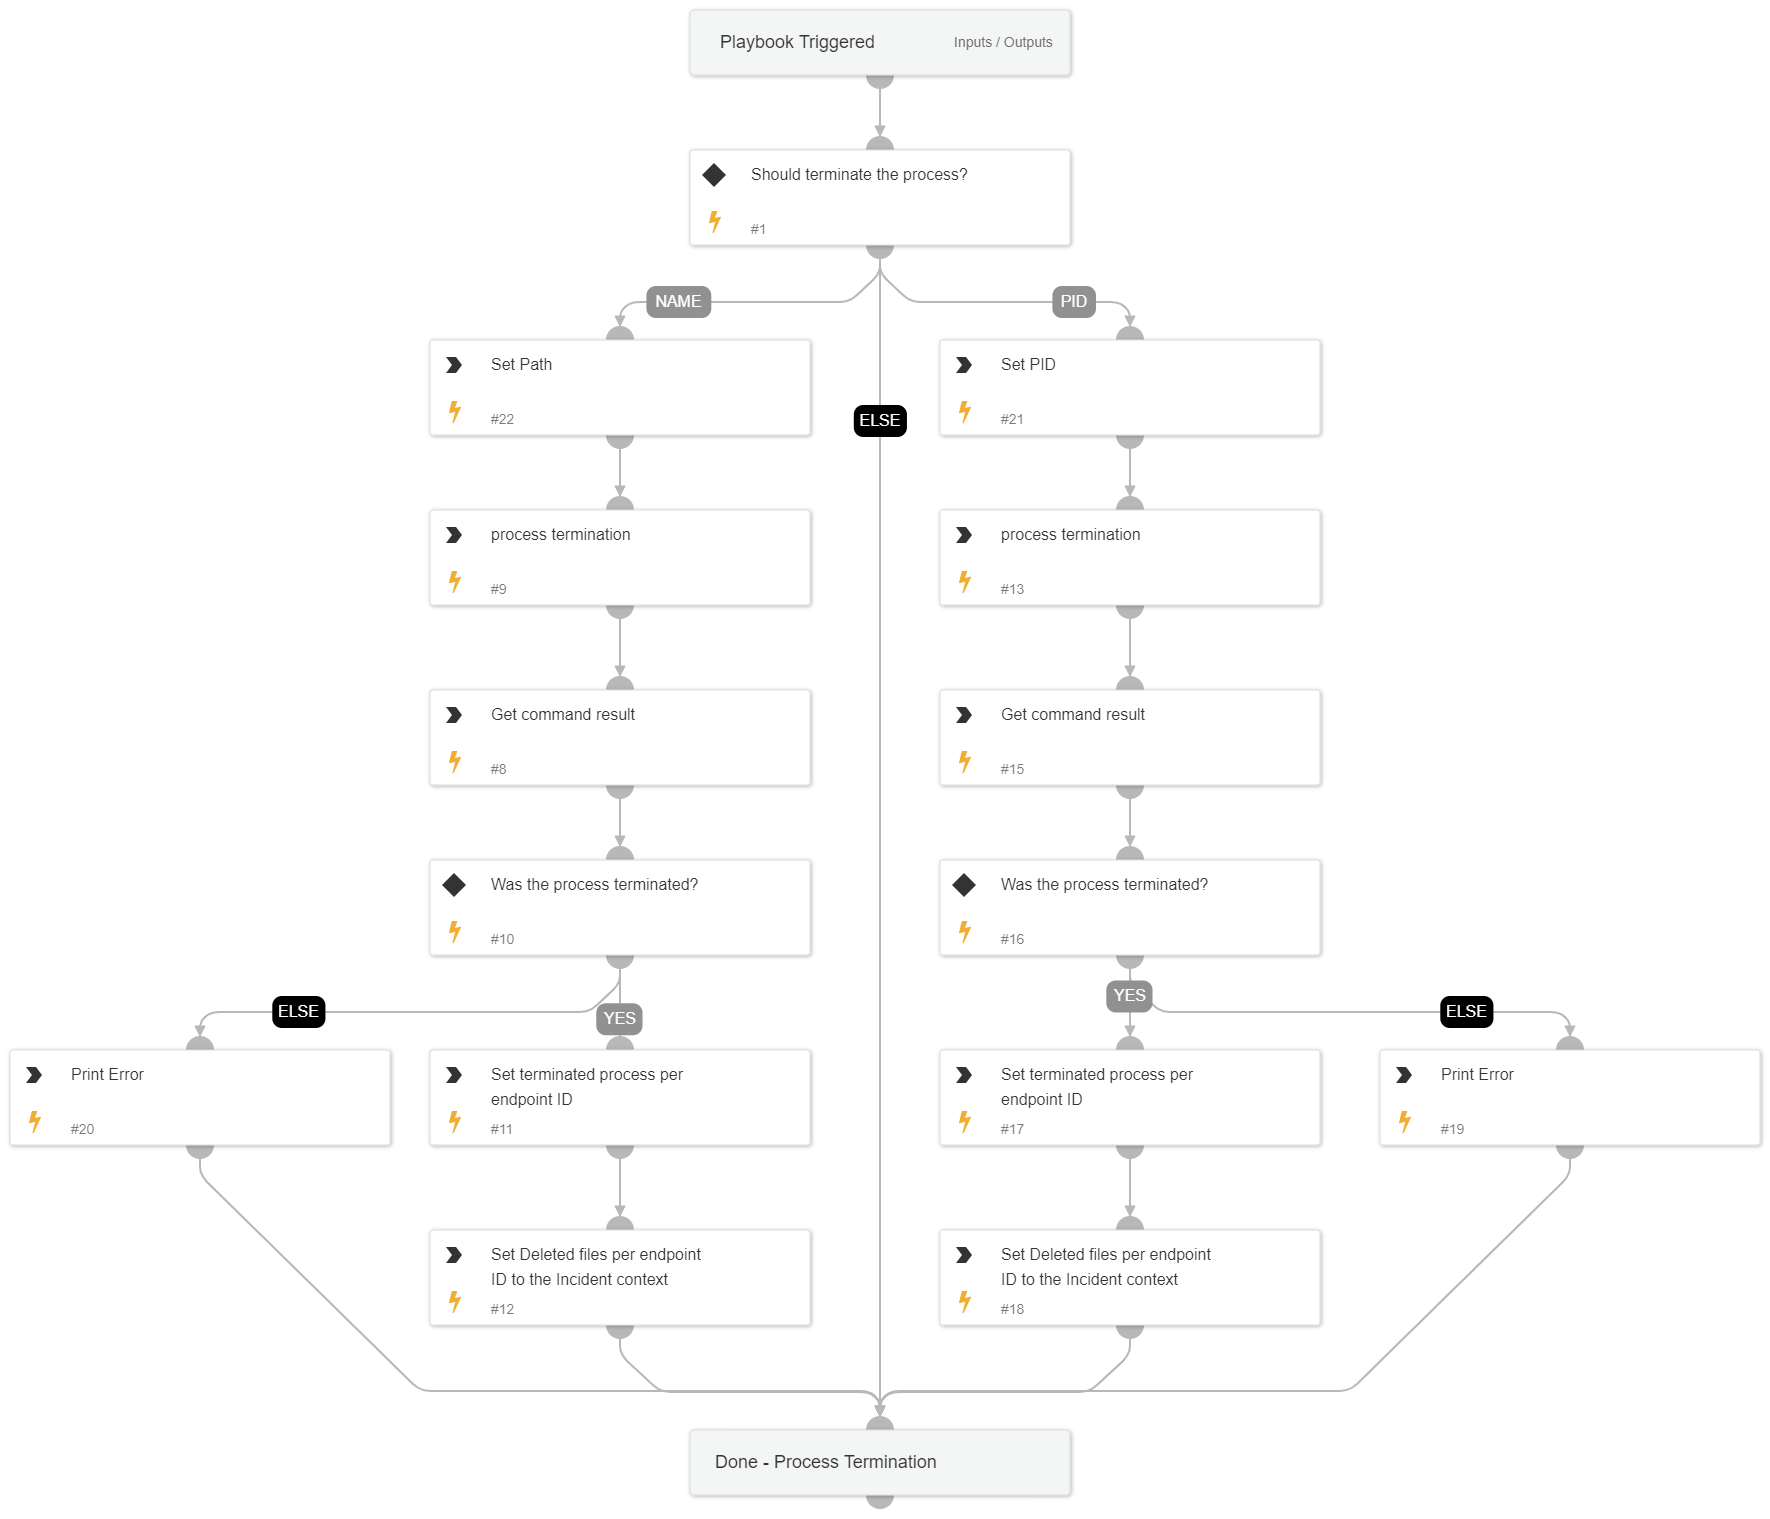 Playbook Triggered
Inputs / Outputs
Should terminate the process?
#1
NAME
PID
Set Path
#22
ELSE
Set PID
#21
process termination
#9
process termination
#13
Get command result
#8
Get command result
#15
Was the process terminated?
#10
Was the process terminated?
#16
ELSE
YES
YES
ELSE
Print Error
#20
Set terminated process per
endpoint ID
#11
Set terminated process per
endpoint ID
#17
Print Error
#19
Set Deleted files per endpoint
ID to the Incident context
#12
Set Deleted files per endpoint
ID to the Incident context
#18
Done - Process Termination